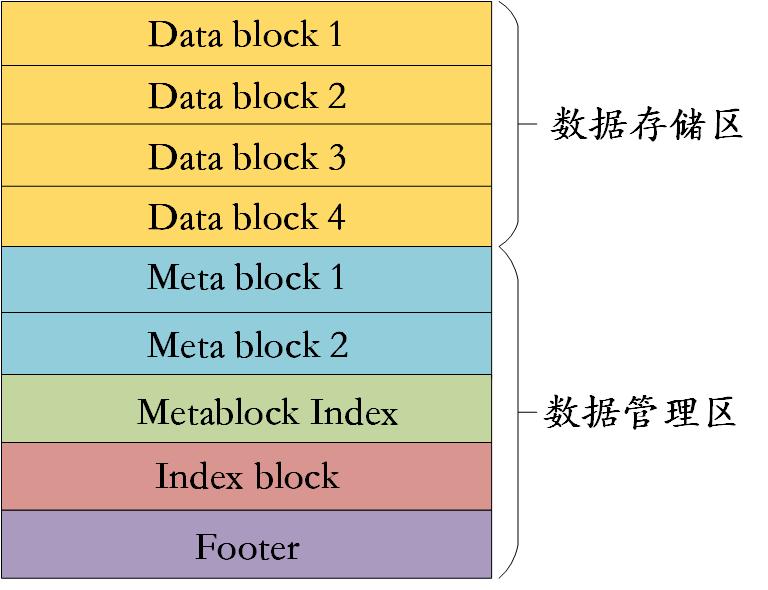 Data block 1
Data block 2
数据存储区
Data block 3
Data block 4
Meta block 1
Meta block 2
Metablock Index
数据管理区
Index block
Footer